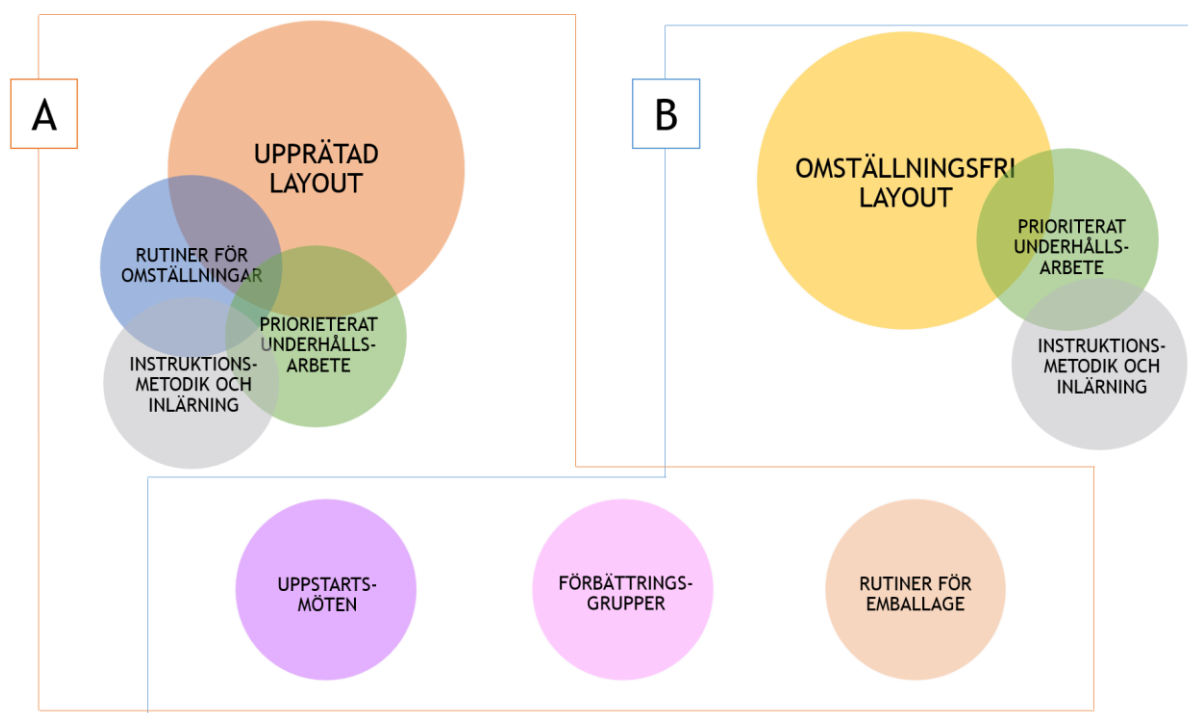 A
UPPRÄTAD
LAYOUT
RUTINER FÖR
OMSTÄLLNINGAR
PRIORIETERAT
UNDERHÅLLS-
ARBETE
INSTRUKTIONS-
METODIK OCH
INLÄRNING
B
OMSTÄLLNINGSFRI
LAYOUT
PRIORITERAT
UNDERHÅLLS-
ARBETE
INSTRUKTIONS-
METODIK OCH
INLÄRNING
UPPSTARTS-
MÖTEN
FÖRBÄTTRINGS-
GRUPPER
RUTINER FÖR
EMBALLAGE